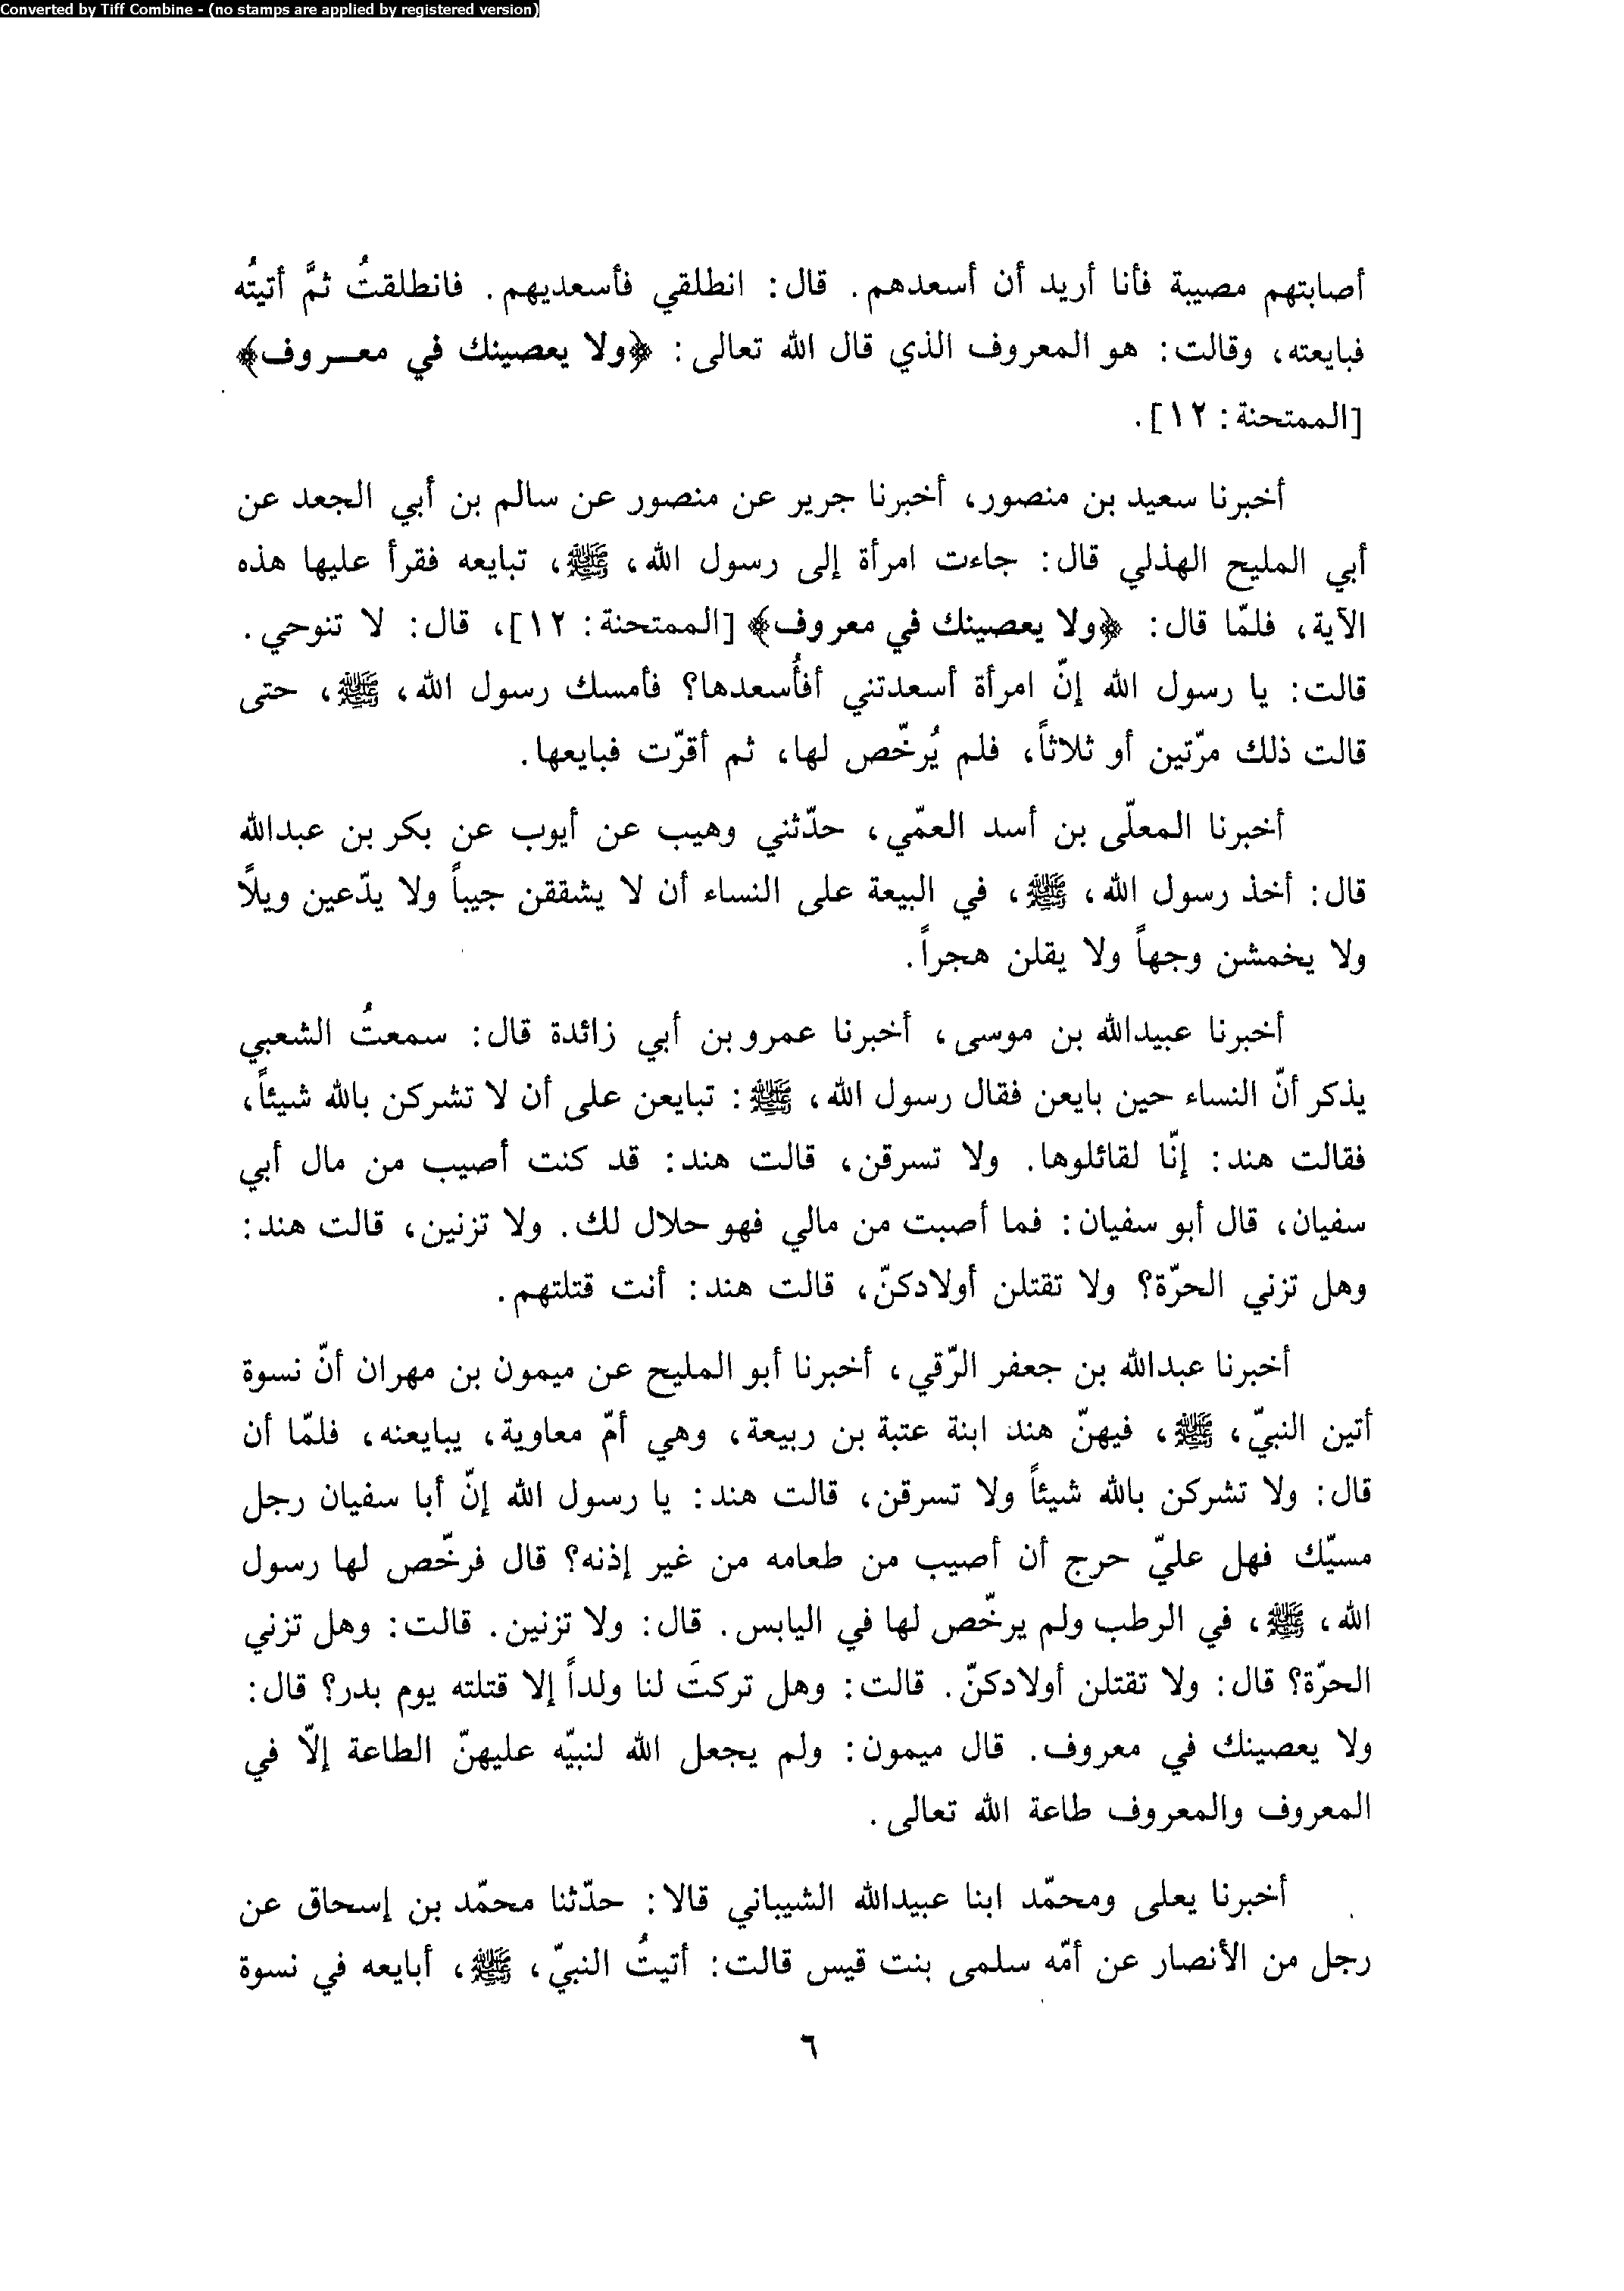 Converted by Tiff Combine - (no stamps are applied by registered version)
أصابتهم مصيبة فأنا أريد أن أسعدهم. قال: انطلقي فأسعديهم. فانطلقتُ ثمَّ أتيتُه
فبايعته، وقالت: هو المعروف الذي قال الله تعالى: ﴿ولا يعصينك في معـروف﴾
[الممتحنة: ١٢].
أخبرنا سعيد بن منصور، أخبرنا جرير عن منصور عن سالم بن أبي الجعد عن
أبي المليح الهذلي قال: جاءت امرأة إلى رسول الله، ﷺ، تبايعه فقرأ عليها هذه
الآية، فلمّا قال: ﴿ولا يعصينك في معروف﴾ [الممتحنة: ١٢]، قال: لا تنوحي.
قالت: يا رسول الله إنّ امرأة أسعدتني أفأُسعدها؟ فأمسك رسول الله، ﷺ، حتى
قالت ذلك مرّتين أو ثلاثاً، فلم يُرخّص لها، ثم أقرّت فبايعها.
أخبرنا المعلّى بن أسد العمّي، حدّثني وهيب عن أيوب عن بكر بن عبدالله
قال: أخذ رسول الله، ﷺ، في البيعة على النساء أن لا يشققن جيباً ولا يدّعين ويلاً
ولا يخمشن وجهاً ولا يقلن هجراً.
أخبرنا عبيدالله بن موسى، أخبرنا عمرو بن أبي زائدة قال: سمعتُ الشعبي
يذكر أنّ النساء حين بايعن فقال رسول الله، ﷺ: تبايعن على أن لا تشركن بالله شيئاً،
فقالت هند: إنّا لقائلوها. ولا تسرقن، قالت هند: قد كنت أصيب من مال أبي
سفيان، قال أبو سفيان: فما أصبت من مالي فهو حلال لك. ولا تزنين، قالت هند:
وهل تزني الحرّة؟ ولا تقتلن أولادكنّ، قالت هند: أنت قتلتهم.
أخبرنا عبدالله بن جعفر الرّقي، أخبرنا أبو المليح عن ميمون بن مهران أنّ نسوة
أتين النبيّ، ﷺ، فيهنّ هند ابنة عتبة بن ربيعة، وهي أمّ معاوية، يبايعنه، فلمّا أن
قال: ولا تشركن بالله شيئاً ولا تسرقن، قالت هند: يا رسول الله إنّ أبا سفيان رجل
مسيّك فهل عليّ حرج أن أصيب من طعامه من غير إذنه؟ قال فرخّص لها رسول
الله، ﷺ، في الرطب ولم يرخّص لها في اليابس. قال: ولا تزنين. قالت: وهل تزني
الحرّة؟ قال: ولا تقتلن أولادكنّ. قالت: وهل تركتَ لنا ولداً إلا قتلته يوم بدر؟ قال:
ولا يعصينك في معروف. قال ميمون: ولم يجعل الله لنبيّه عليهنّ الطاعة إلّا في
المعروف والمعروف طاعة الله تعالى.
أخبرنا يعلى ومحمّد ابنا عبيدالله الشيباني قالا: حدّثنا محمّد بن إسحاق عن
رجل من الأنصار عن أمّه سلمى بنت قيس قالت: أتيتُ النبيّ، ﷺ، أبايعه في نسوة
٦